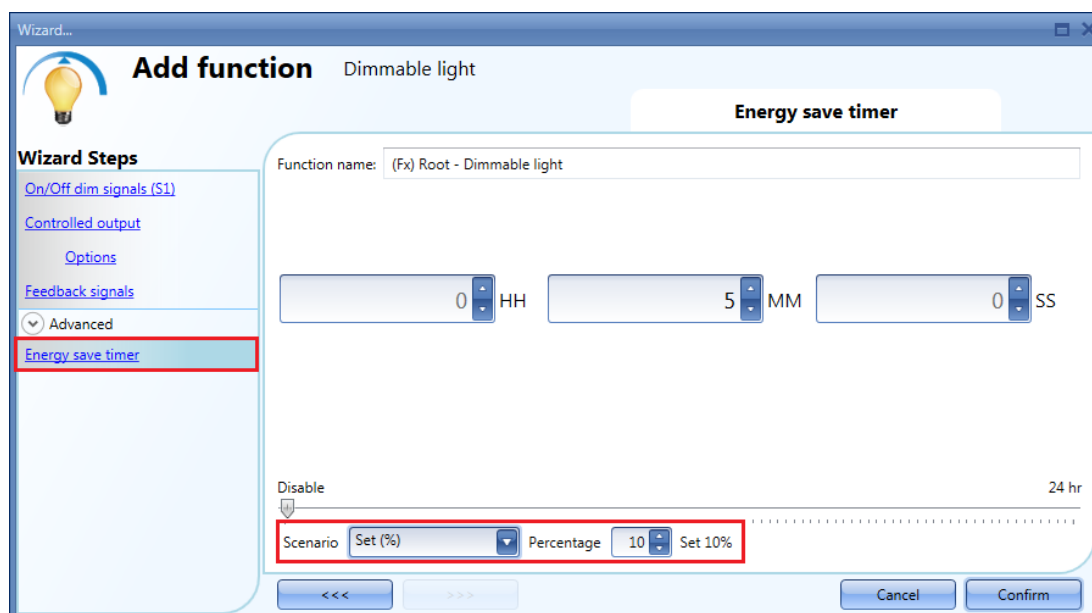 Wizard...
Add function Dimmable light
Energy save timer
Wizard Steps
On/Off dim signals (S1)
Controlled output
Options
Feedback signals
Advanced
Energy save timer
Function name: (Fx) Root - Dimmable light
0 HH 5 MM 0 SS
Disable 24 hr
Scenario Set (%) Percentage 10 Set 10%
<<< >>> Cancel Confirm